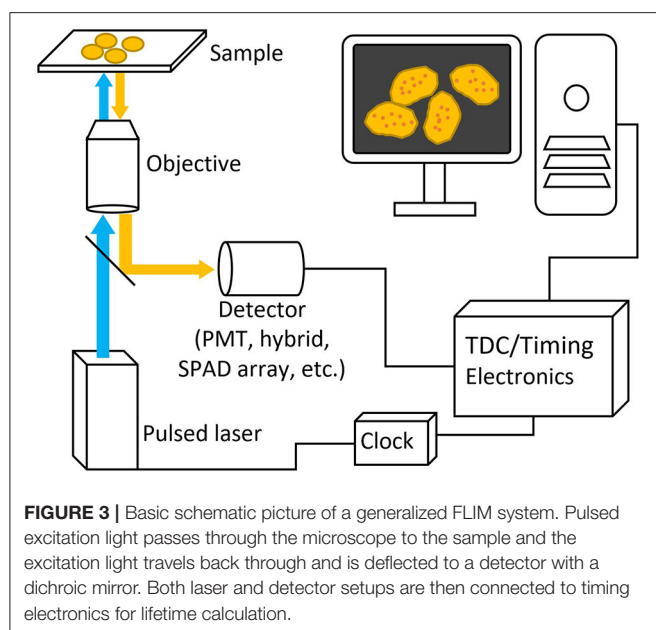 Sample
Objective
Detector
(PMT, hybrid,
SPAD array, etc.)
TDC/Timing
Electronics
Pulsed laser
Clock
FIGURE 3 | Basic schematic picture of a generalized FLIM system. Pulsed
excitation light passes through the microscope to the sample and the
excitation light travels back through and is deflected to a detector with a
dichroic mirror. Both laser and detector setups are then connected to timing
electronics for lifetime calculation.